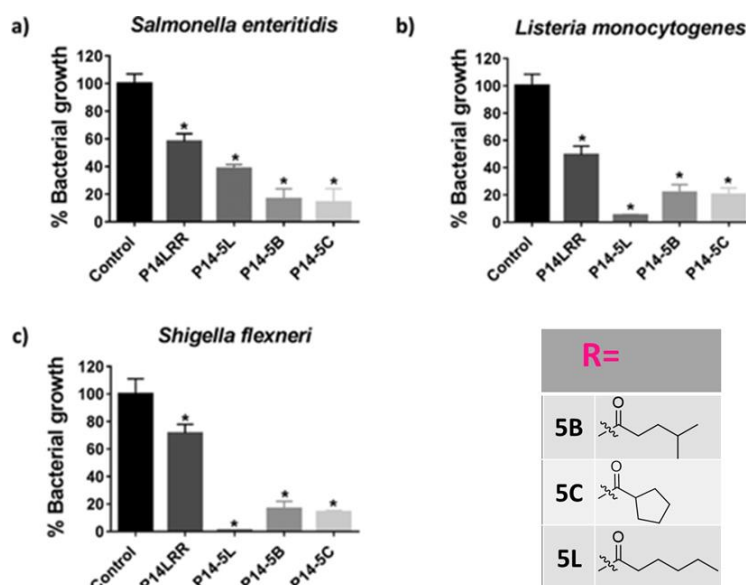 a) Salmonella enteritidis
% Bacterial growth
120
100
80
60
40
20
0
*
*
*
*
Control
P14LRR
P14-5L
P14-5B
P14-5C
b) Listeria monocytogenes
% Bacterial growth
120
100
80
60
40
20
0
*
*
*
*
Control
P14LRR
P14-5L
P14-5B
P14-5C
c) Shigella flexneri
% Bacterial growth
120
100
80
60
40
20
0
*
*
*
*
Control
P14LRR
P14-5L
P14-5B
P14-5C
R=
5B
O
5C
O
5L
O